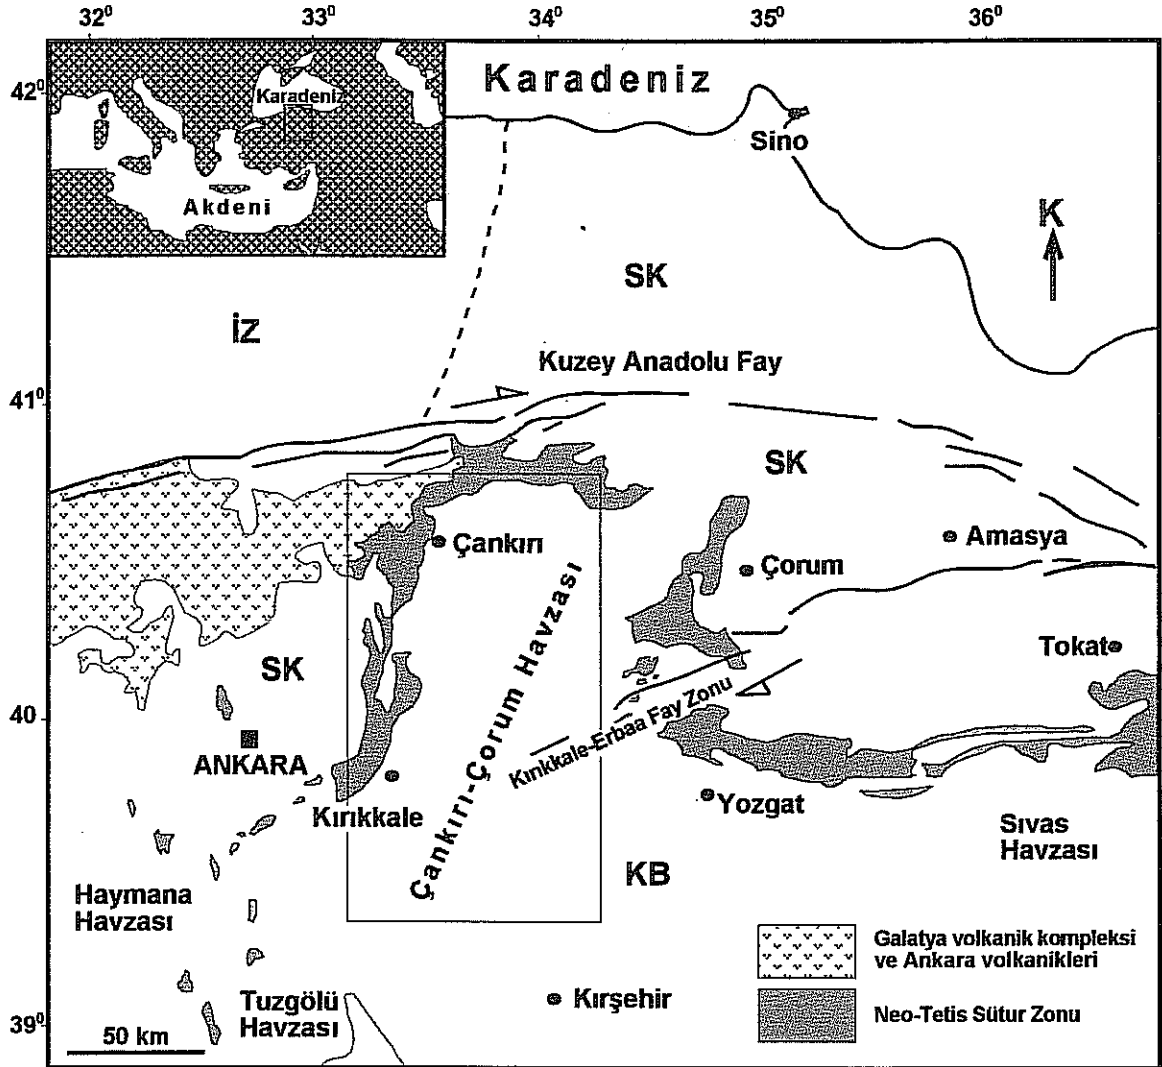 32⁰ 33⁰ 34⁰ 35⁰ 36⁰
42⁰
Karadeniz
Karadeniz
Sino
Akdeni
K
SK
İZ
Kuzey Anadolu Fay
41⁰
SK
Çankırı
Amasya
Çorum
Çankırı-Çorum Havzası
Tokat
SK
40⁰
Kırıkkale-Erbaa Fay Zonu
ANKARA
Kırıkkale
Yozgat
Sıvas
Havzası
KB
Haymana
Havzası
Galatya volkanik kompleksi
ve Ankara volkanikleri
Tuzgölü
Havzası
Kırşehir
Neo-Tetis Sütur Zonu
39⁰
50 km